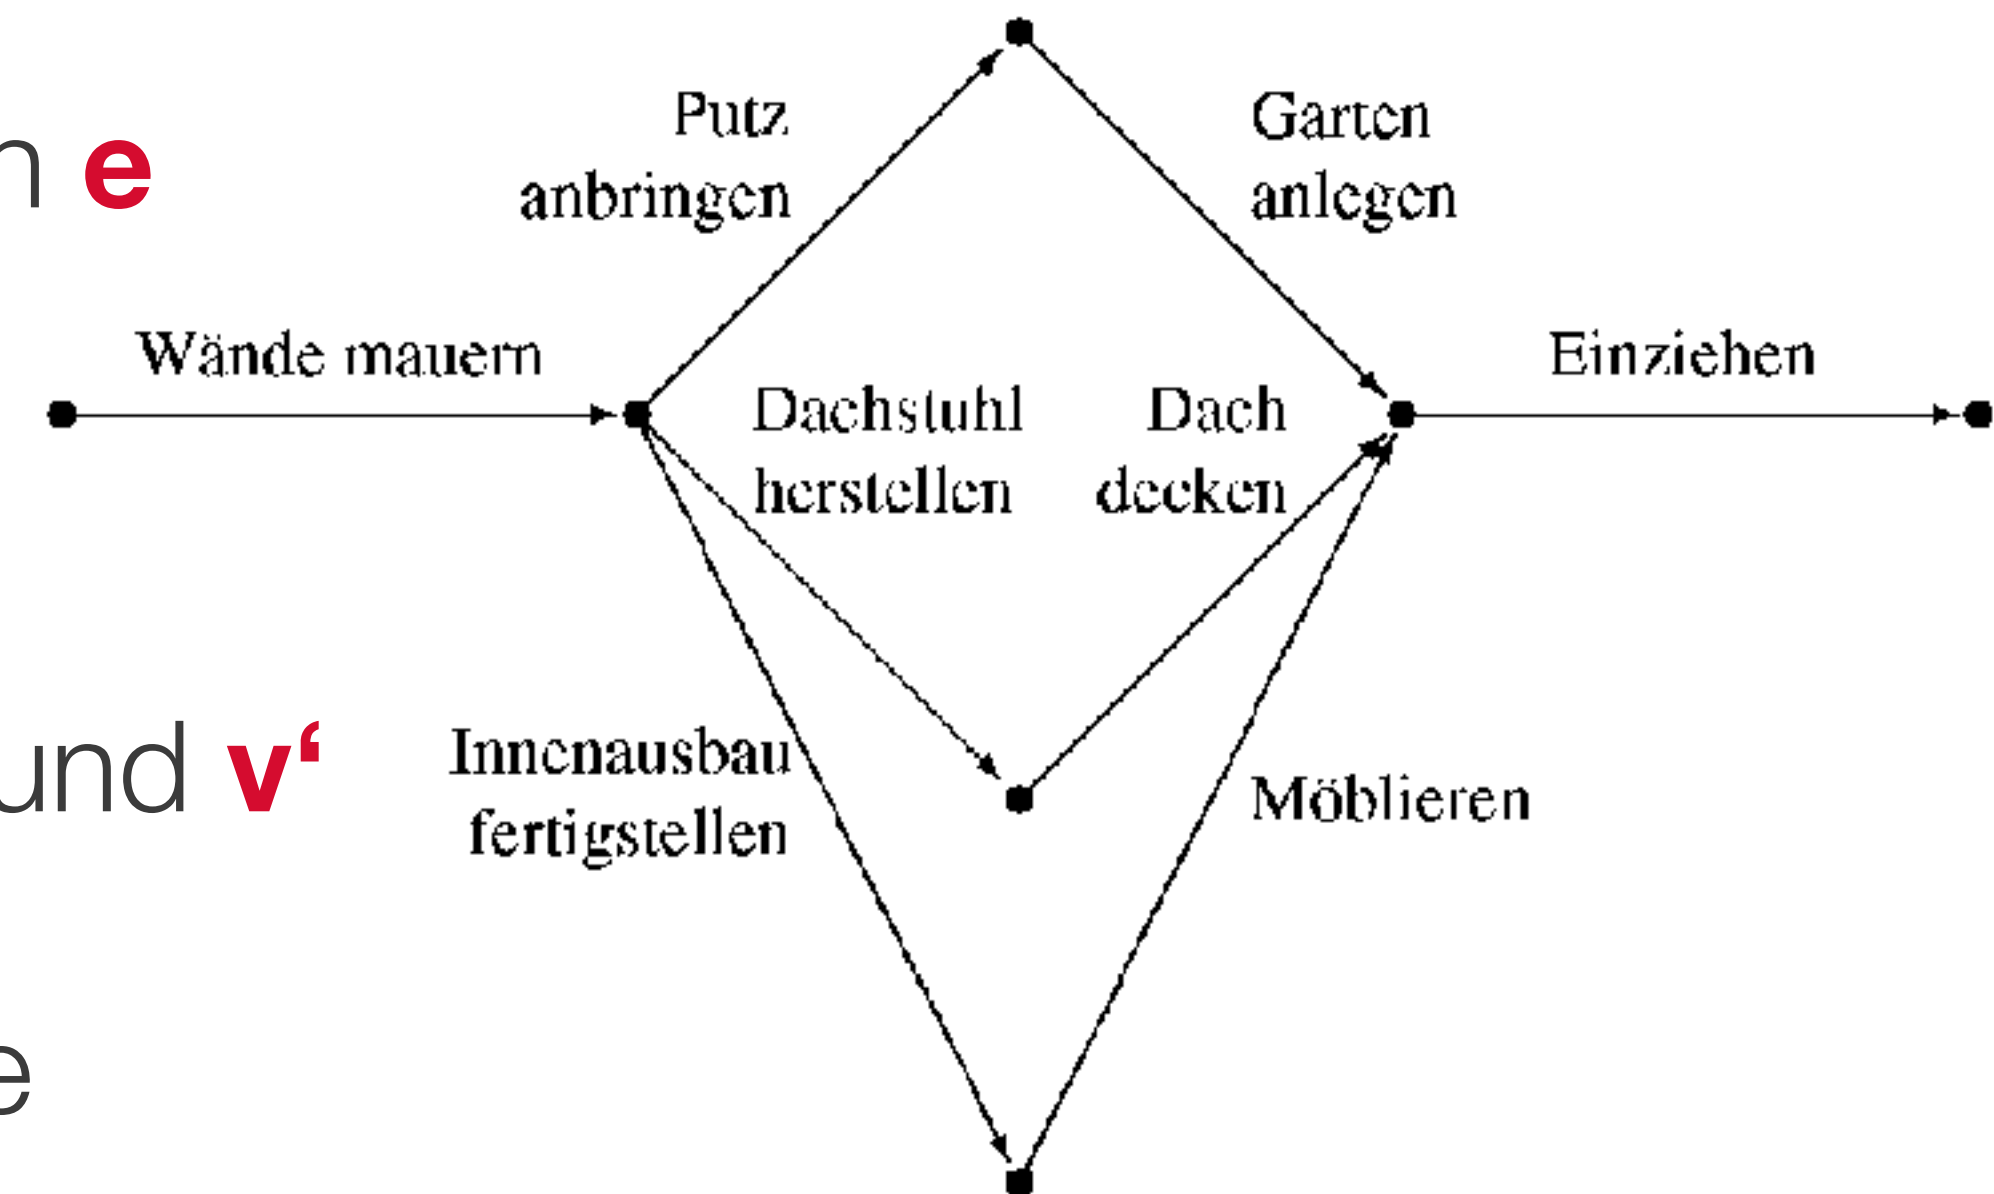 n e
Putz
anbringen
Garten
anlegen
Wände mauern
Einziehen
Dachstuhl
herstellen
Dach
decken
und v‘
Innenausbau
fertigstellen
Möblieren
e